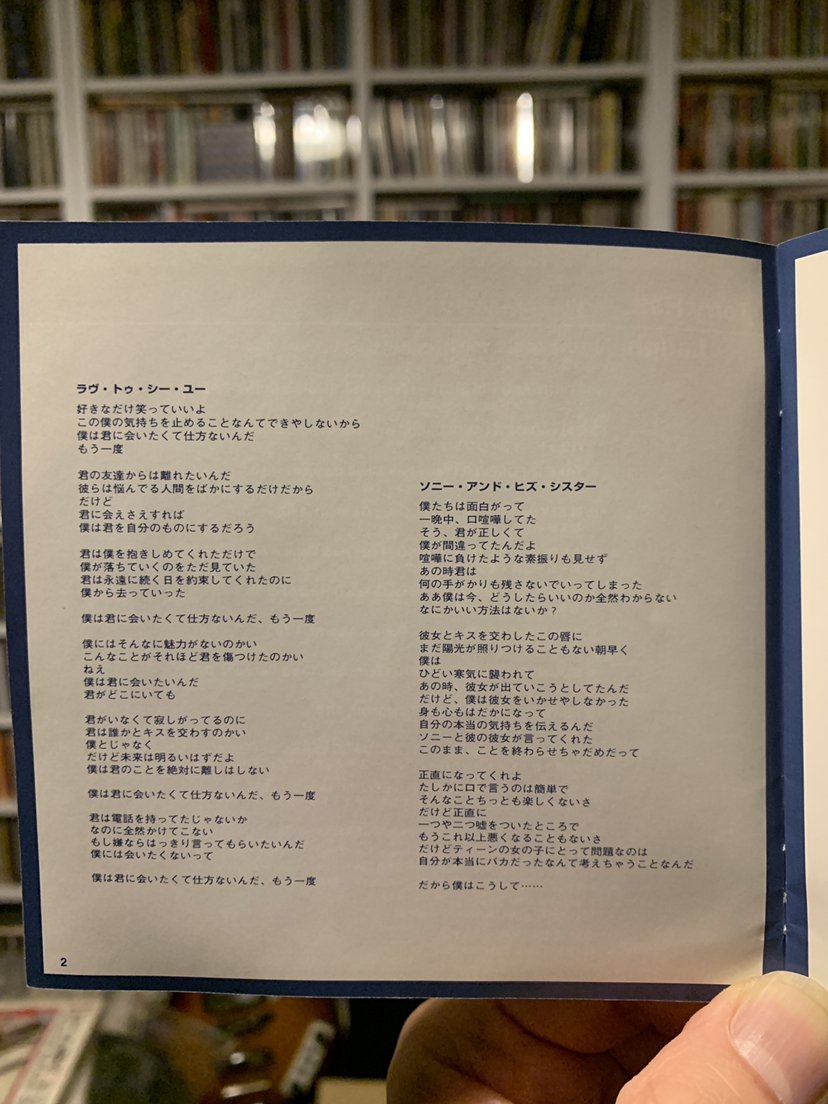 ラヴ・トゥ・シー・ユー
好きなだけ笑っていいよ
この僕の気持ちを止めることなんてできやしないから
僕は君に会いたくて仕方ないんだ
もう一度
君の友達からは離れたいんだ
彼らは悩んでる人間をばかにするだけだから
だけど
君に会えさえすれば
僕は君を自分のものにするだろう
君は僕を抱きしめてくれただけで
僕が落ちていくのをただ見ていた
君は永遠に続く日を約束してくれたのに
僕から去っていった
僕は君に会いたくて仕方ないんだ、もう一度
僕にはそんなに魅力がないのかい
こんなことがそれほど君を傷つけたのかい
ねえ
僕は君に会いたいんだ
君がどこにいても
君がいなくて寂しがってるのに
君は誰かとキスを交わすのかい
僕とじゃなく
だけど未来は明るいはずだよ
僕は君のことを絶対に離しはしない
僕は君に会いたくて仕方ないんだ、もう一度
君は電話を持ってたじゃないか
なのに全然かけてこない
もし嫌ならはっきり言ってもらいたいんだ
僕には会いたくないって
僕は君に会いたくて仕方ないんだ、もう一度
2
ソニー・アンド・ヒズ・シスター
僕たちは面白がって
一晩中、口喧嘩してた
そう、君が正しくて
僕が間違ってたんだよ
喧嘩に負けたような素振りも見せず
あの時君は
何の手がかりも残さないでいってしまった
ああ僕は今、どうしたらいいのか全然わからない
なにかいい方法はないか?
彼女とキスを交わしたこの唇に
まだ陽光が照りつけることもない朝早く
僕は
ひどい寒気に襲われて
あの時、彼女が出ていこうとしてたんだ
だけど、僕は彼女をいかせやしなかった
身も心もはだかになって
自分の本当の気持ちを伝えるんだ
ソニーと彼の彼女が言ってくれた
このまま、ことを終わらせちゃだめだって
正直になってくれよ
たしかに口で言うのは簡単で
そんなことちっとも楽しくないさ
だけど正直に
一つや二つ嘘をついたところで
もうこれ以上悪くなることもないさ
だけどティーンの女の子にとって問題なのは
自分が本当にバカだったなんて考えちゃうことなんだ
だから僕はこうして……